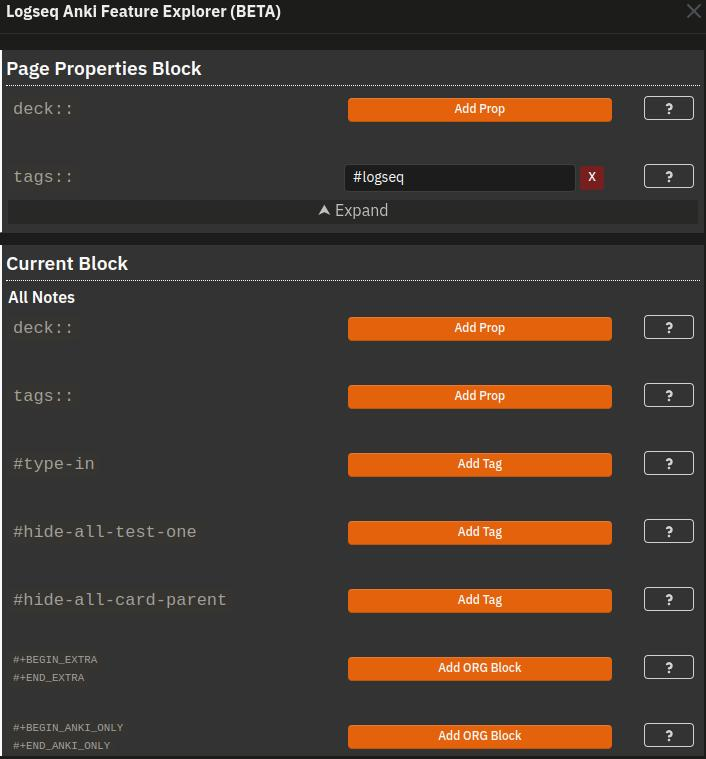 Logseq Anki Feature Explorer (BETA)
Page Properties Block
deck:: Add Prop ?
tags:: #logseq X ?
Expand
Current Block
All Notes
deck:: Add Prop ?
tags:: Add Prop ?
#type-in Add Tag ?
#hide-all-test-one Add Tag ?
#hide-all-card-parent Add Tag ?
#+BEGIN_EXTRA
#+END_EXTRA Add ORG Block ?
#+BEGIN_ANKI_ONLY
#+END_ANKI_ONLY Add ORG Block ?